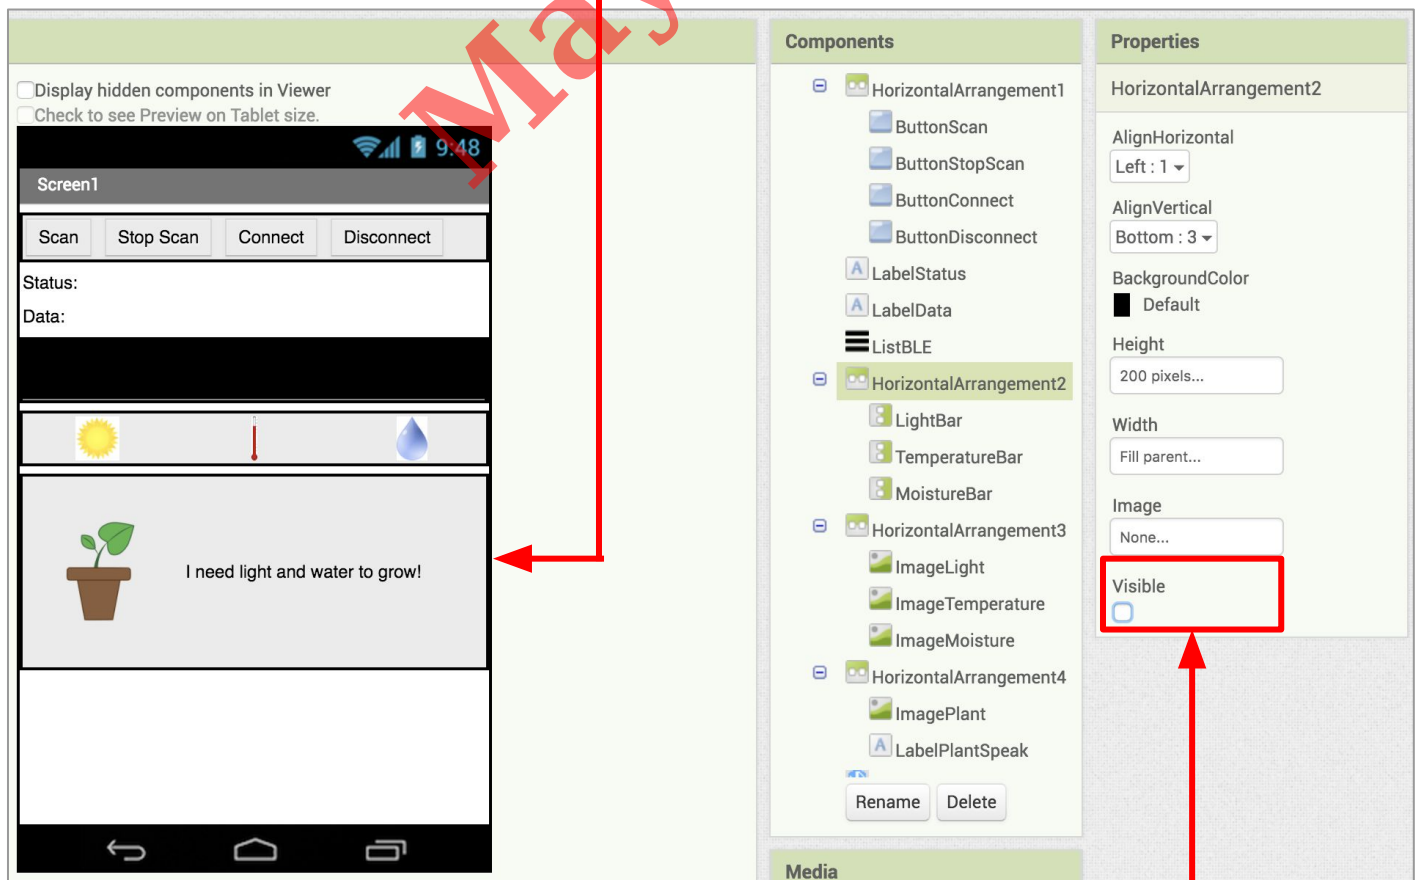 May
Display hidden components in Viewer
Check to see Preview on Tablet size.
9:48
Screen1
Scan Stop Scan Connect Disconnect
Status:
Data:
I need light and water to grow!
Components
HorizontalArrangement1
ButtonScan
ButtonStopScan
ButtonConnect
ButtonDisconnect
A LabelStatus
A LabelData
ListBLE
HorizontalArrangement2
LightBar
TemperatureBar
MoistureBar
HorizontalArrangement3
ImageLight
ImageTemperature
ImageMoisture
HorizontalArrangement4
ImagePlant
A LabelPlantSpeak
Rename Delete
Media
Properties
HorizontalArrangement2
AlignHorizontal
Left : 1
AlignVertical
Bottom : 3
BackgroundColor
Default
Height
200 pixels...
Width
Fill parent...
Image
None...
Visible